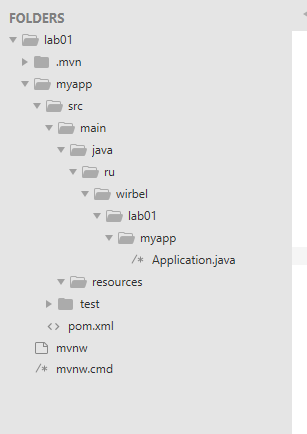 FOLDERS
lab01
.mvn
myapp
src
main
java
ru
wirbel
lab01
myapp
/* Application.java
resources
test
<> pom.xml
mvnw
/* mvnw.cmd